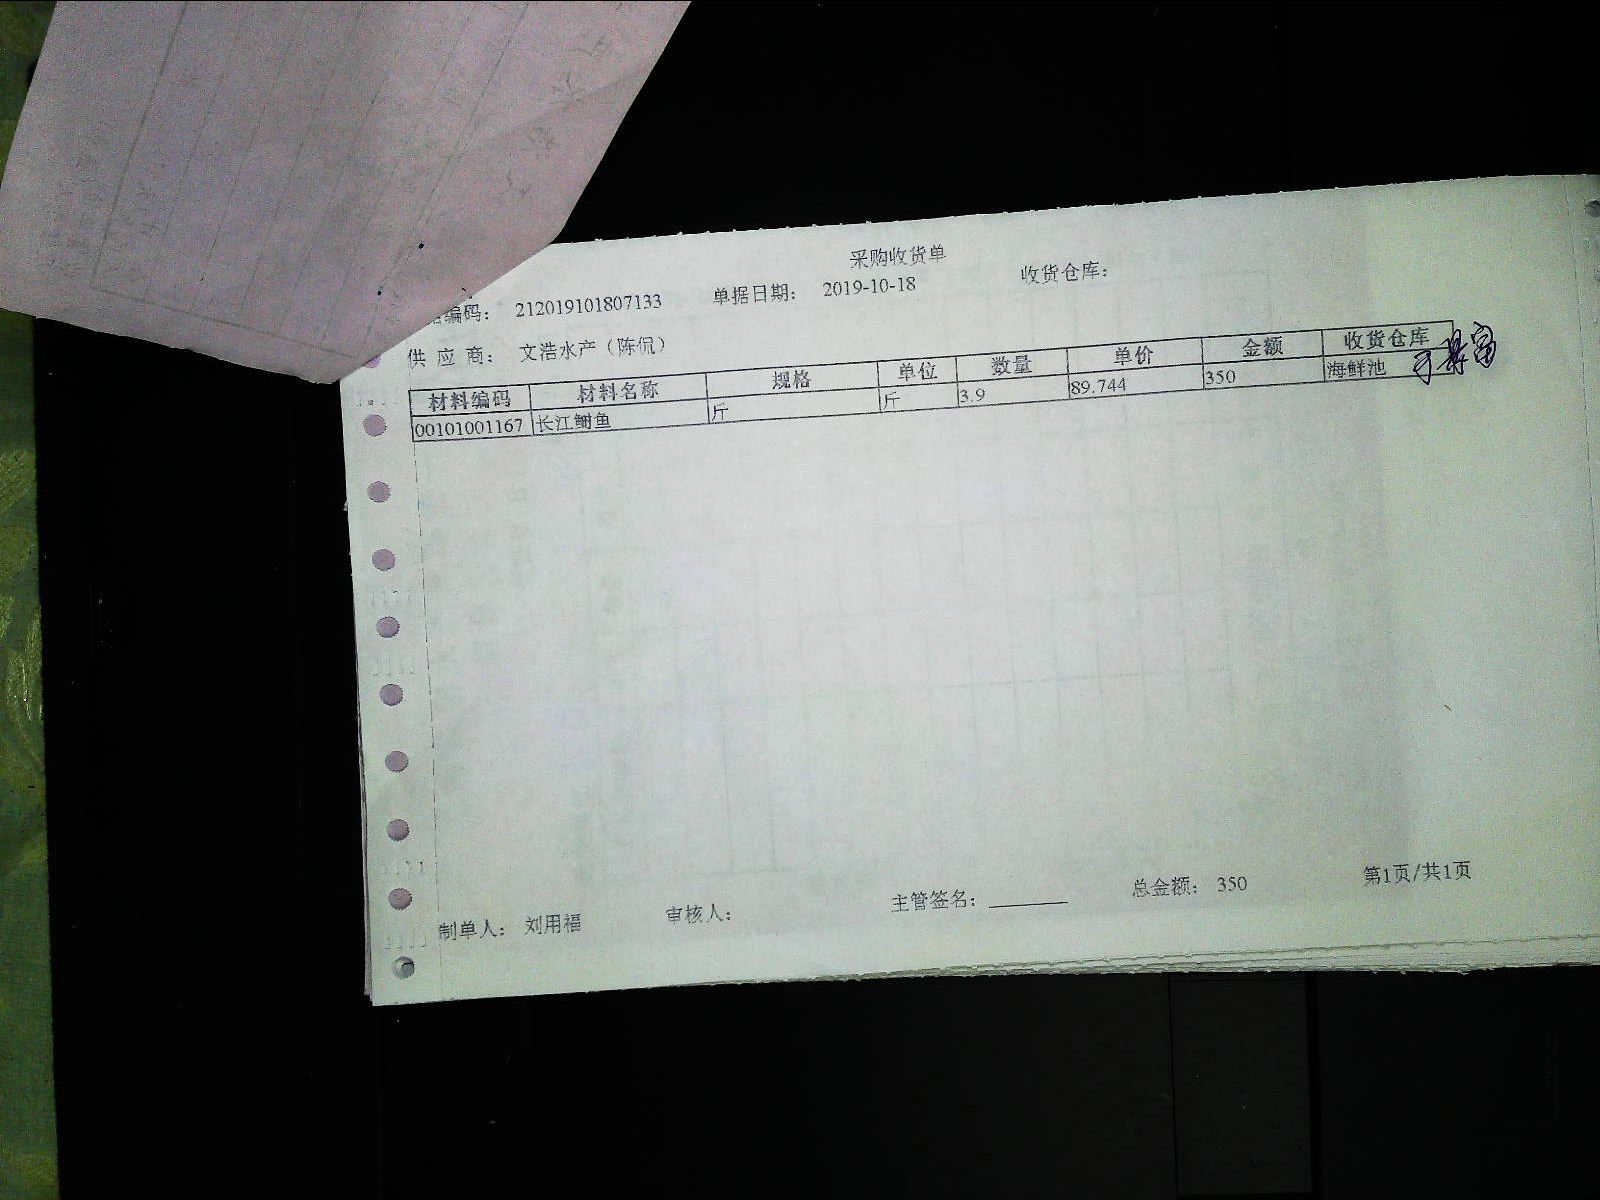 采购收货单
编码： 212019101807133 单据日期： 2019-10-18 收货仓库：
供 应 商： 文浩水产（陈侃）
材料编码 材料名称 规格 单位 数量 单价 金额 收货仓库
00101001167 长江鲥鱼 斤 斤 3.9 89.744 350 海鲜池
制单人： 刘用福 审核人： 主管签名： 总金额： 350 第1页/共1页